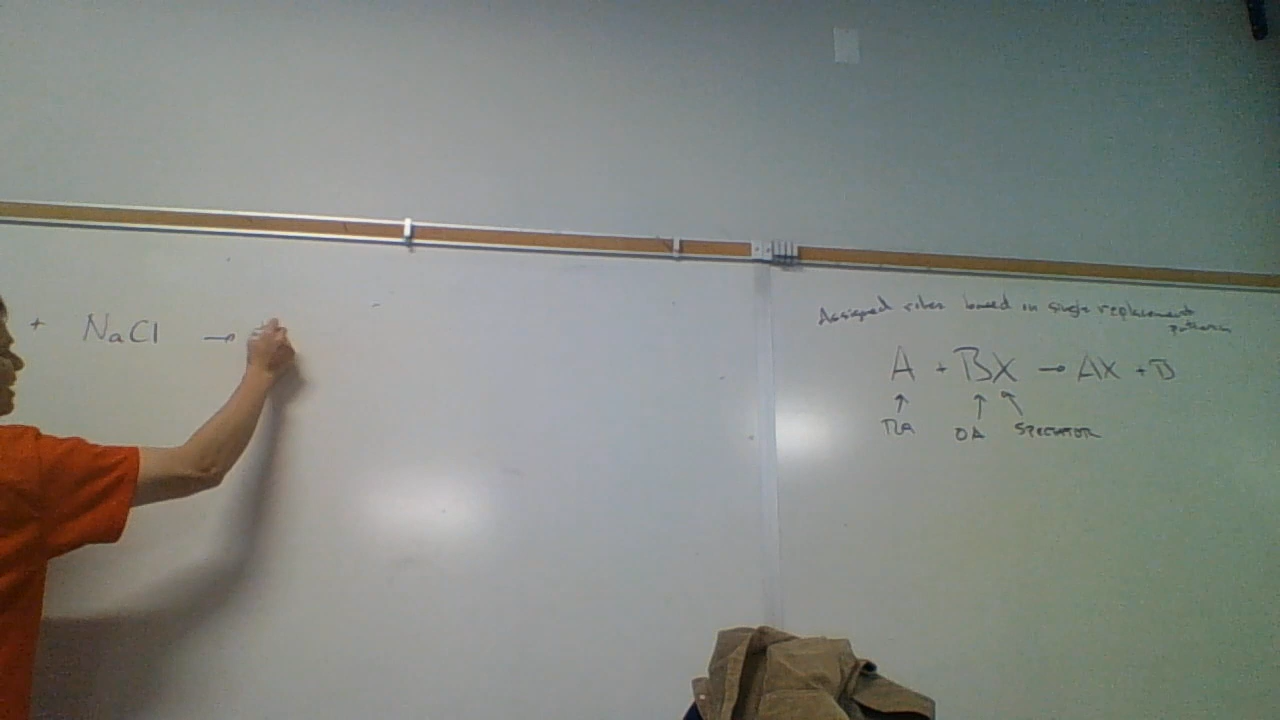 + NaCl →
Assigned roles based on single replacement
pattern
A + BX → AX + B
↑ ↑ ↖
RA OA SPECTATOR